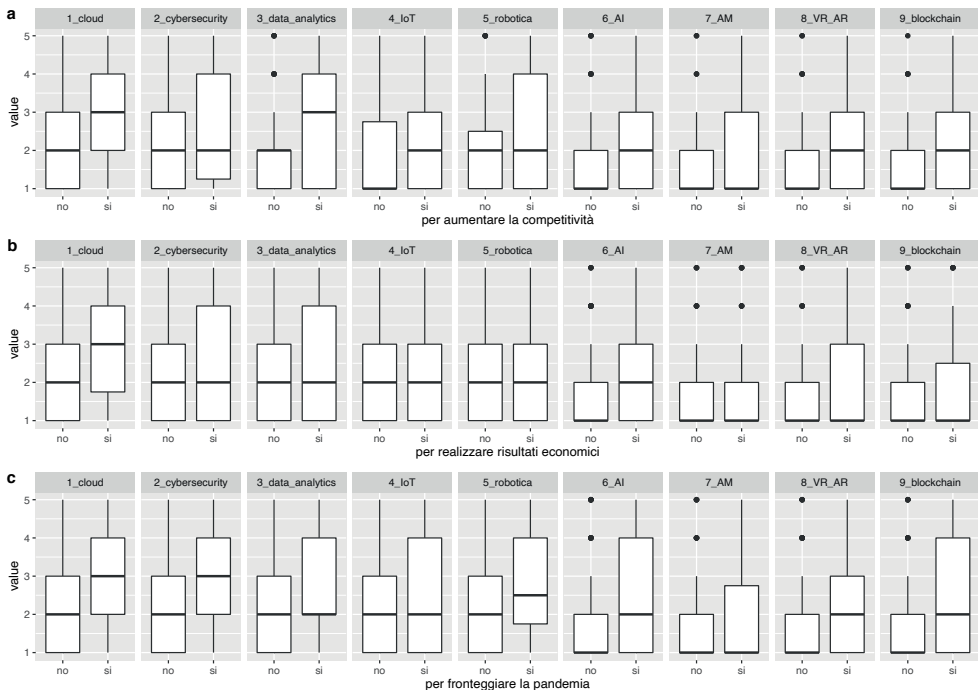 a
1_cloud 2_cybersecurity 3_data_analytics 4_IoT 5_robotica 6_AI 7_AM 8_VR_AR 9_blockchain
5
4
3
2
1
value
no si no si no si no si no si no si no si no si no si
per aumentare la competitività
b
1_cloud 2_cybersecurity 3_data_analytics 4_IoT 5_robotica 6_AI 7_AM 8_VR_AR 9_blockchain
5
4
3
2
1
value
no si no si no si no si no si no si no si no si no si
per realizzare risultati economici
c
1_cloud 2_cybersecurity 3_data_analytics 4_IoT 5_robotica 6_AI 7_AM 8_VR_AR 9_blockchain
5
4
3
2
1
value
no si no si no si no si no si no si no si no si no si
per fronteggiare la pandemia